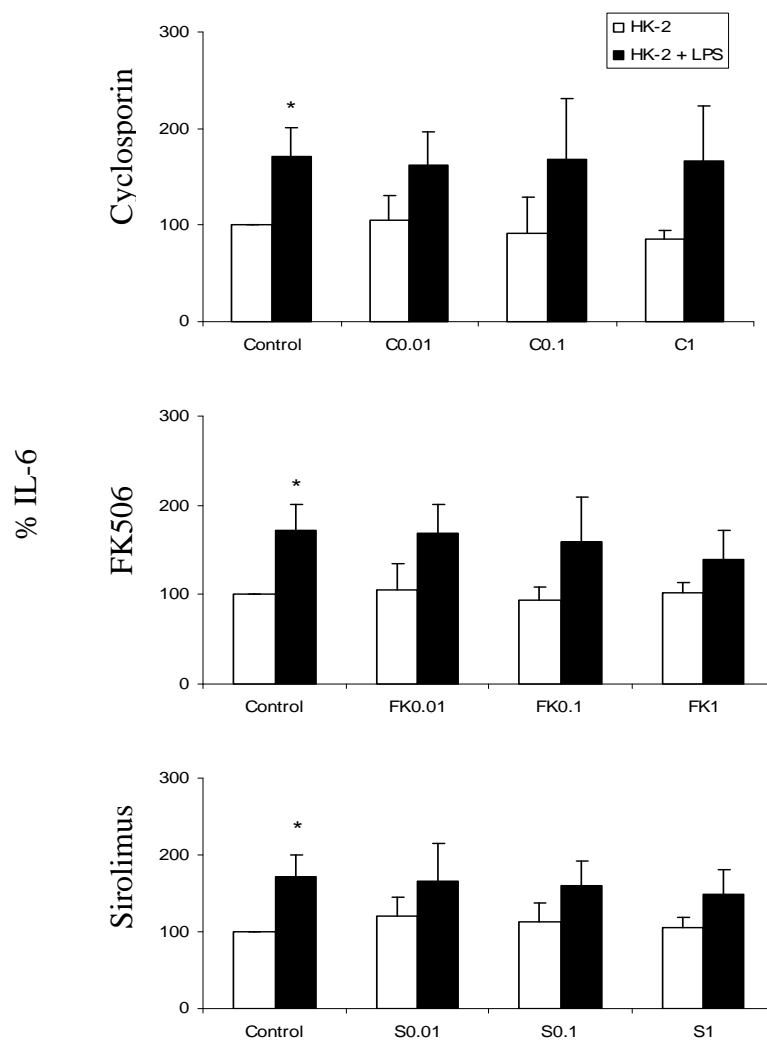 % IL-6
Cyclosporin
HK-2
HK-2 + LPS
300
200
100
0
*
Control C0.01 C0.1 C1
FK506
300
200
100
0
*
Control FK0.01 FK0.1 FK1
Sirolimus
300
200
100
0
*
Control S0.01 S0.1 S1